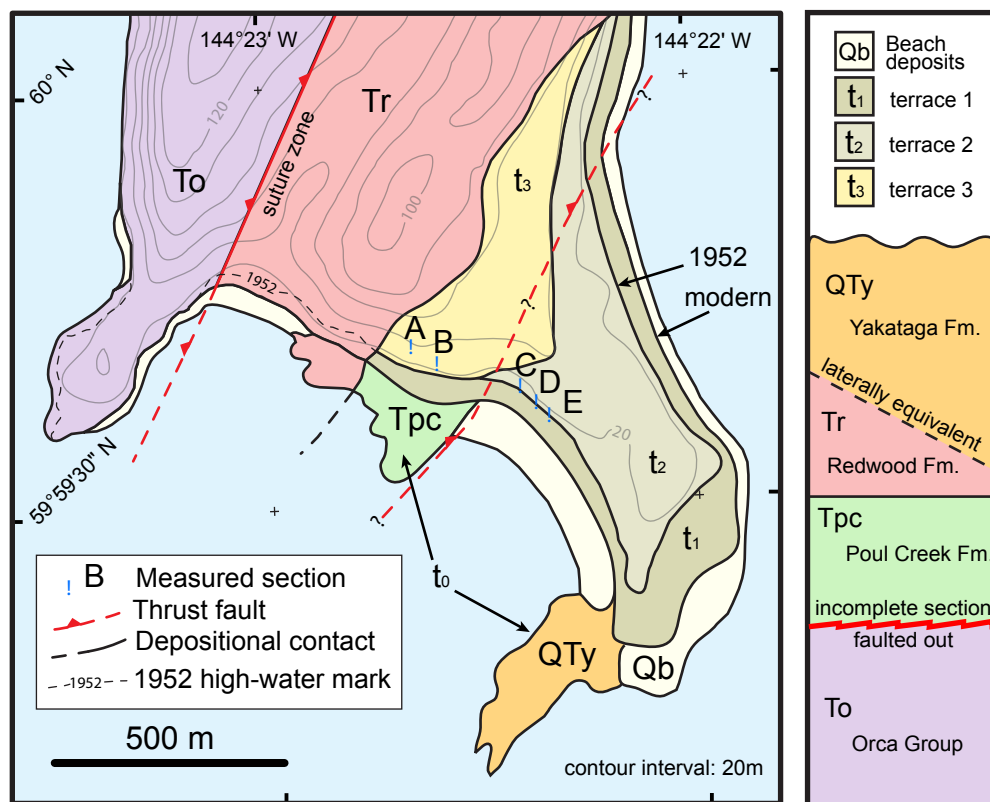 144°23' W
144°22' W
60° N
120
To
suture zone
Tr
100
t3
?
1952
modern
1952
?
A
B
C
D
E
20
Tpc
t2
59°59'30" N
?
t1
t0
QTy
Qb
B Measured section
Thrust fault
Depositional contact
1952 1952 high-water mark
500 m
contour interval: 20m
Qb Beach
deposits
t1 terrace 1
t2 terrace 2
t3 terrace 3
QTy
Yakataga Fm.
laterally equivalent
Tr
Redwood Fm.
Tpc
Poul Creek Fm.
incomplete section
faulted out
To
Orca Group